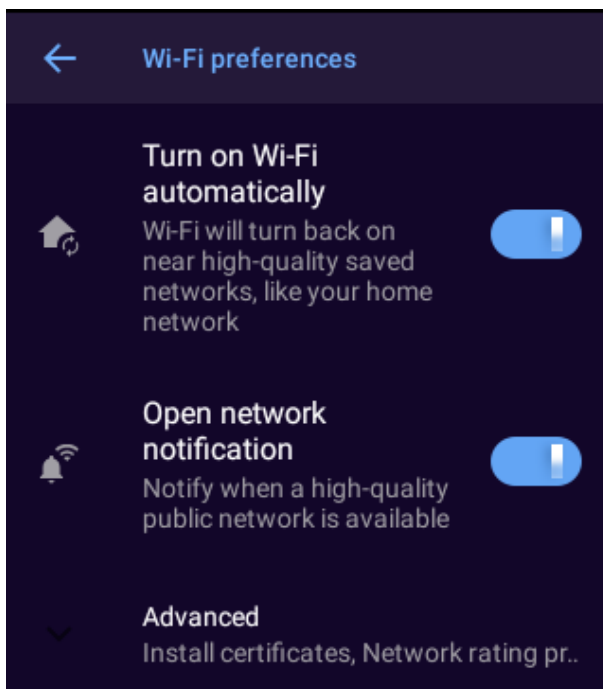 Wi-Fi preferences
Turn on Wi-Fi
automatically
Wi-Fi will turn back on
near high-quality saved
networks, like your home
network
Open network
notification
Notify when a high-quality
public network is available
Advanced
Install certificates, Network rating pr..